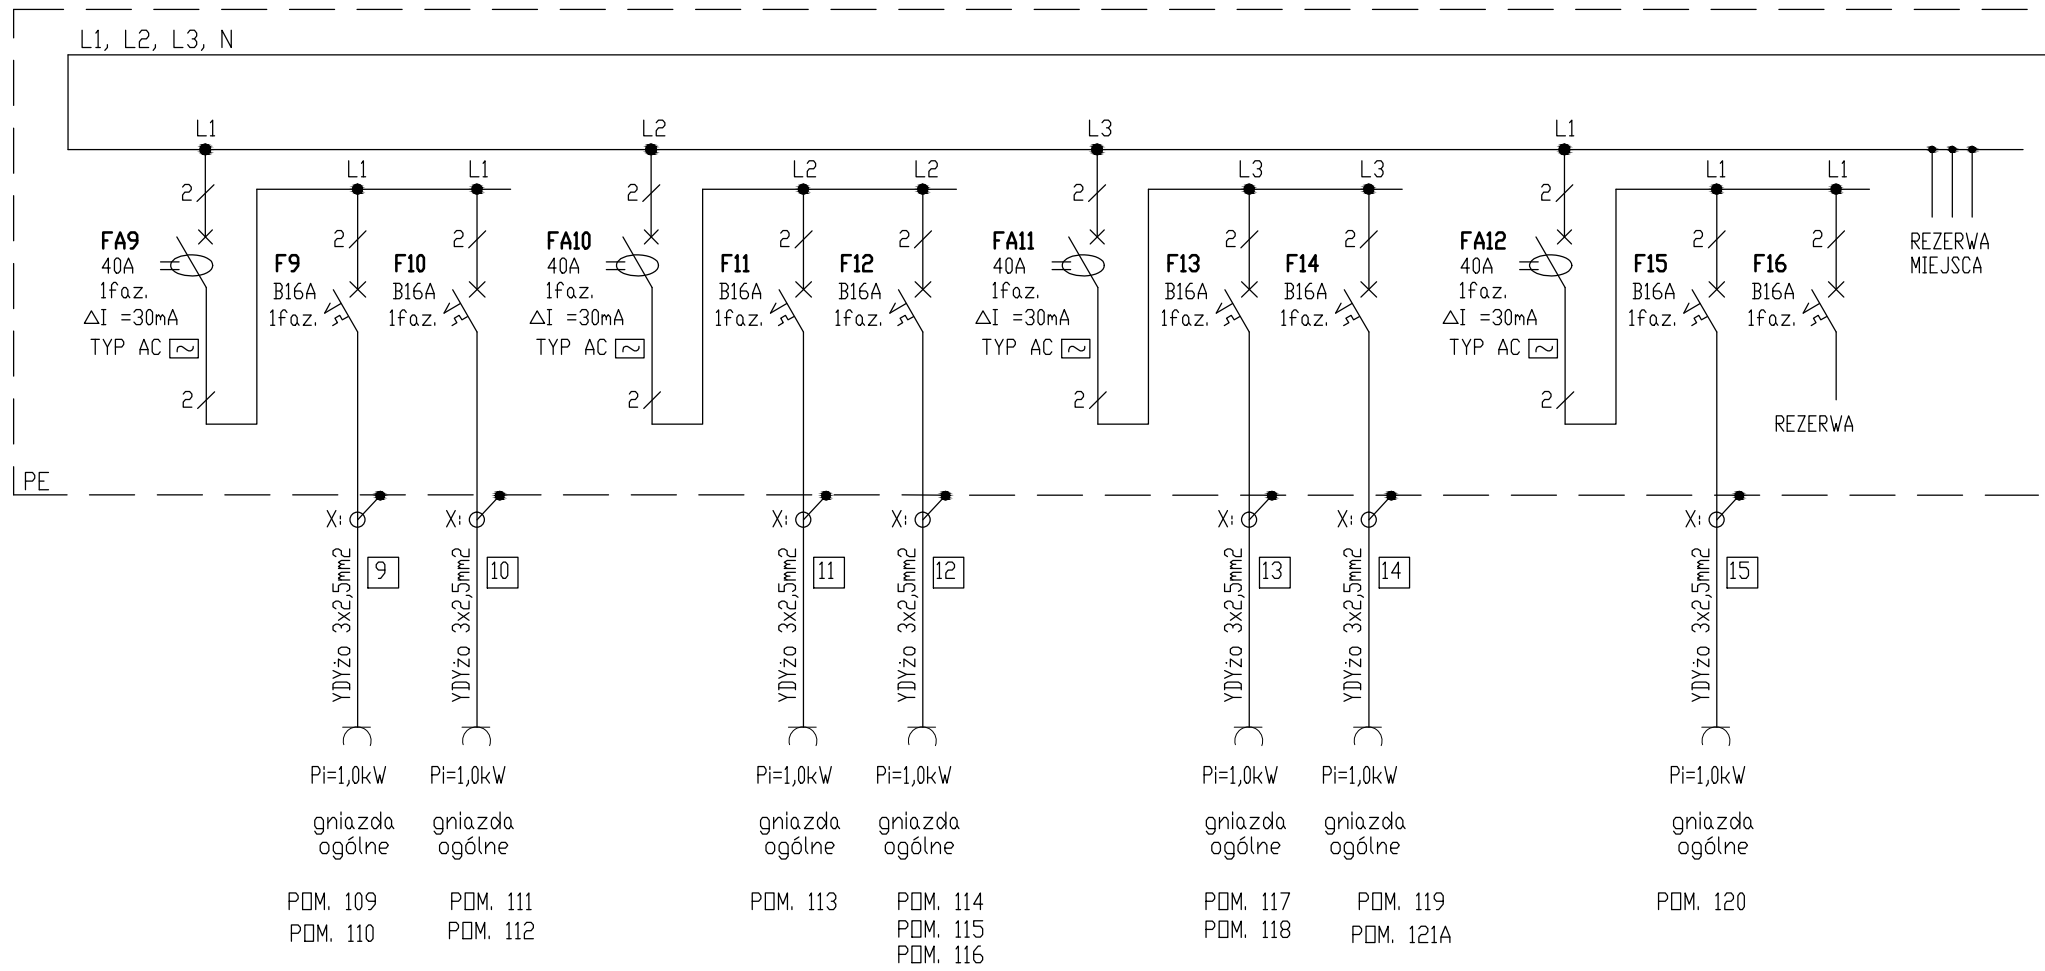 L1, L2, L3, N
L1
L2
L3
L1
L1
L1
L2
L2
L3
L3
L1
L1
2
2
2
2
2
2
2
2
2
2
2
2
FA9
40A
1faz.
△I =30mA
TYP AC ~
F9
B16A
1faz.
F10
B16A
1faz.
FA10
40A
1faz.
△I =30mA
TYP AC ~
F11
B16A
1faz.
F12
B16A
1faz.
FA11
40A
1faz.
△I =30mA
TYP AC ~
F13
B16A
1faz.
F14
B16A
1faz.
FA12
40A
1faz.
△I =30mA
TYP AC ~
F15
B16A
1faz.
F16
B16A
1faz.
REZERWA
MIEJSCA
2
2
2
2
REZERWA
PE
X:
X:
X:
X:
X:
X:
X:
YDYżo 3x2,5mm2
9
YDYżo 3x2,5mm2
10
YDYżo 3x2,5mm2
11
YDYżo 3x2,5mm2
12
YDYżo 3x2,5mm2
13
YDYżo 3x2,5mm2
14
YDYżo 3x2,5mm2
15
Pi=1,0kW
gniazda
ogólne
POM. 109
POM. 110
Pi=1,0kW
gniazda
ogólne
POM. 111
POM. 112
Pi=1,0kW
gniazda
ogólne
POM. 113
Pi=1,0kW
gniazda
ogólne
POM. 114
POM. 115
POM. 116
Pi=1,0kW
gniazda
ogólne
POM. 117
POM. 118
Pi=1,0kW
gniazda
ogólne
POM. 119
POM. 121A
Pi=1,0kW
gniazda
ogólne
POM. 120